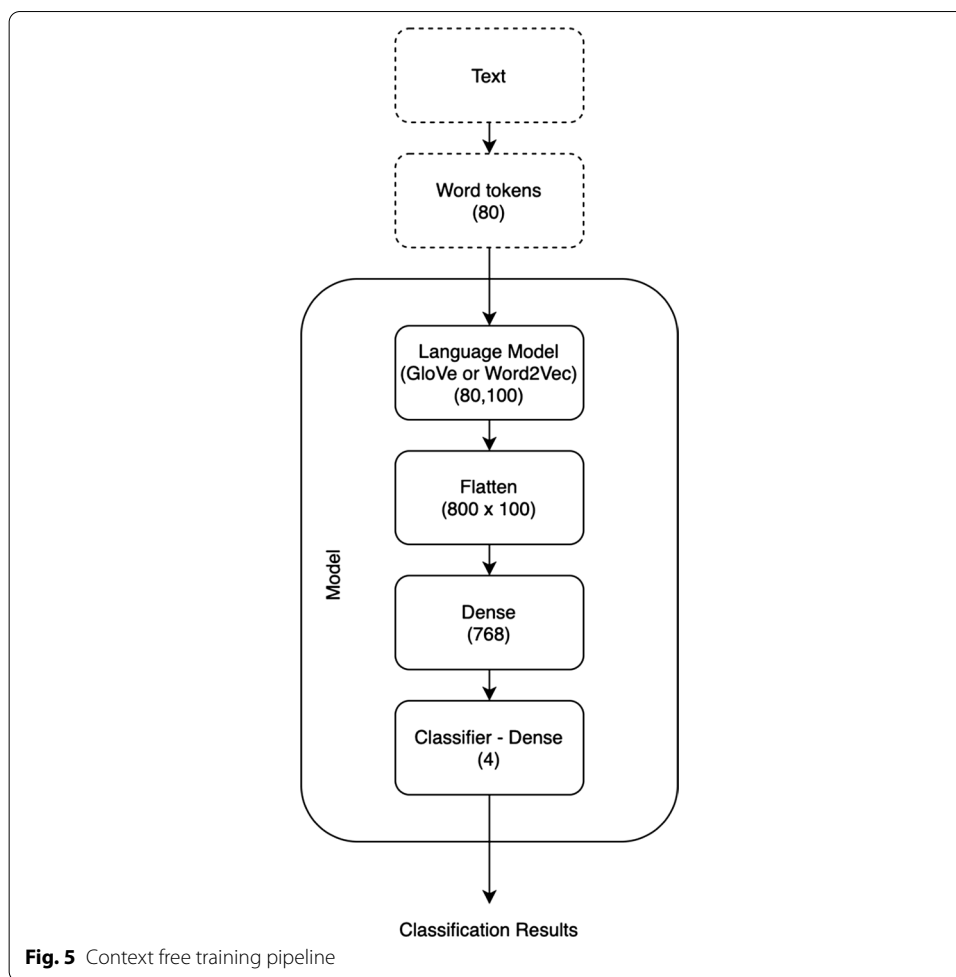 Text
Word tokens
(80)
Language Model
(GloVe or Word2Vec)
(80,100)
Flatten
(800 x 100)
Model
Dense
(768)
Classifier - Dense
(4)
Classification Results
Fig. 5 Context free training pipeline